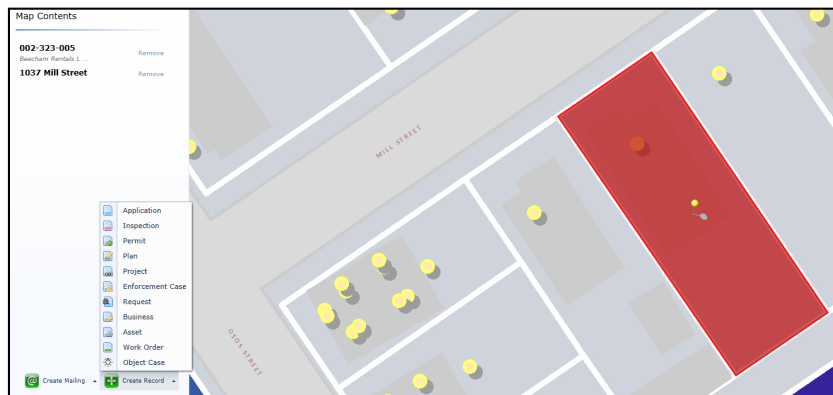 Map Contents
002-323-005
Remove
Beecham Rentals L ...
1037 Mill Street
Remove
MILL STREET
OSOS STREET
Application
Inspection
Permit
Plan
Project
Enforcement Case
Request
Business
Asset
Work Order
Object Case
Create Mailing
Create Record